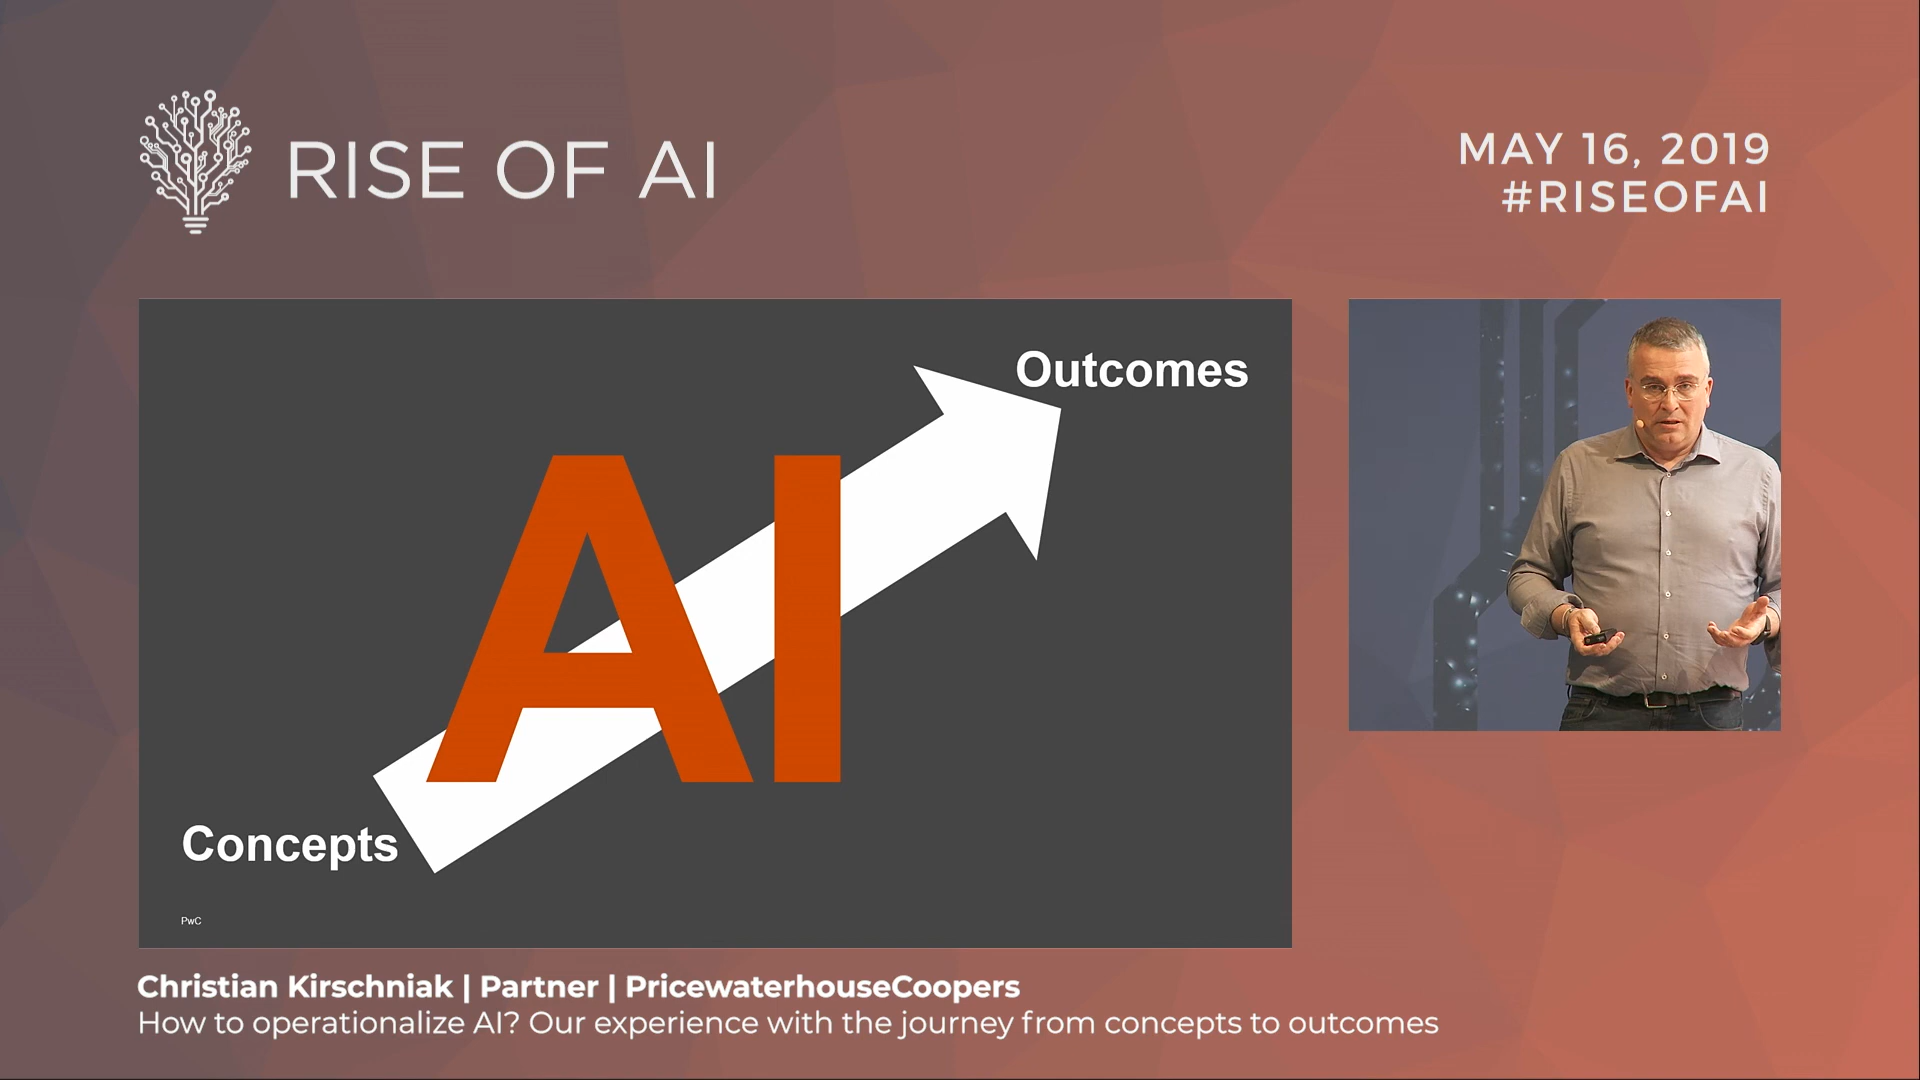 RISE OF AI
MAY 16, 2019
#RISEOFAI
Outcomes
AI
Concepts
PwC
Christian Kirschniak | Partner | PricewaterhouseCoopers
How to operationalize AI? Our experience with the journey from concepts to outcomes